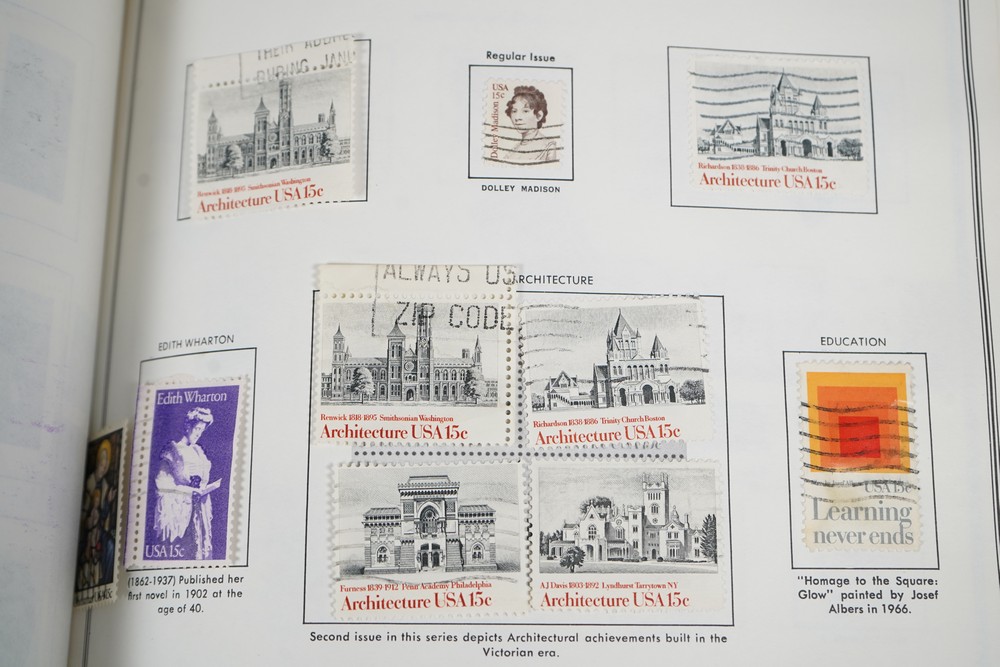 THEIR ADDRE
DURING JANU
Renwick 1818-1895 Smithsonian Washington
Architecture USA 15c
Regular Issue
USA
15c
Dolley Madison
DOLLEY MADISON
Richardson 1838-1886 Trinity Church Boston
Architecture USA 15c
EDITH WHARTON
Edith Wharton
USA 15c
(1862-1937) Published her
first novel in 1902 at the
age of 40.
ARCHITECTURE
ALWAYS US
ZIP CODE
Renwick 1818-1895 Smithsonian Washington
Architecture USA 15c
Richardson 1838-1886 Trinity Church Boston
Architecture USA 15c
Furness 1839-1912 Penn Academy Philadelphia
Architecture USA 15c
AJ Davis 1803-1892 Lyndhurst Tarrytown NY
Architecture USA 15c
Second issue in this series depicts Architectural achievements built in the
Victorian era.
EDUCATION
USA 15c
Learning
never ends
"Homage to the Square:
Glow" painted by Josef
Albers in 1966.